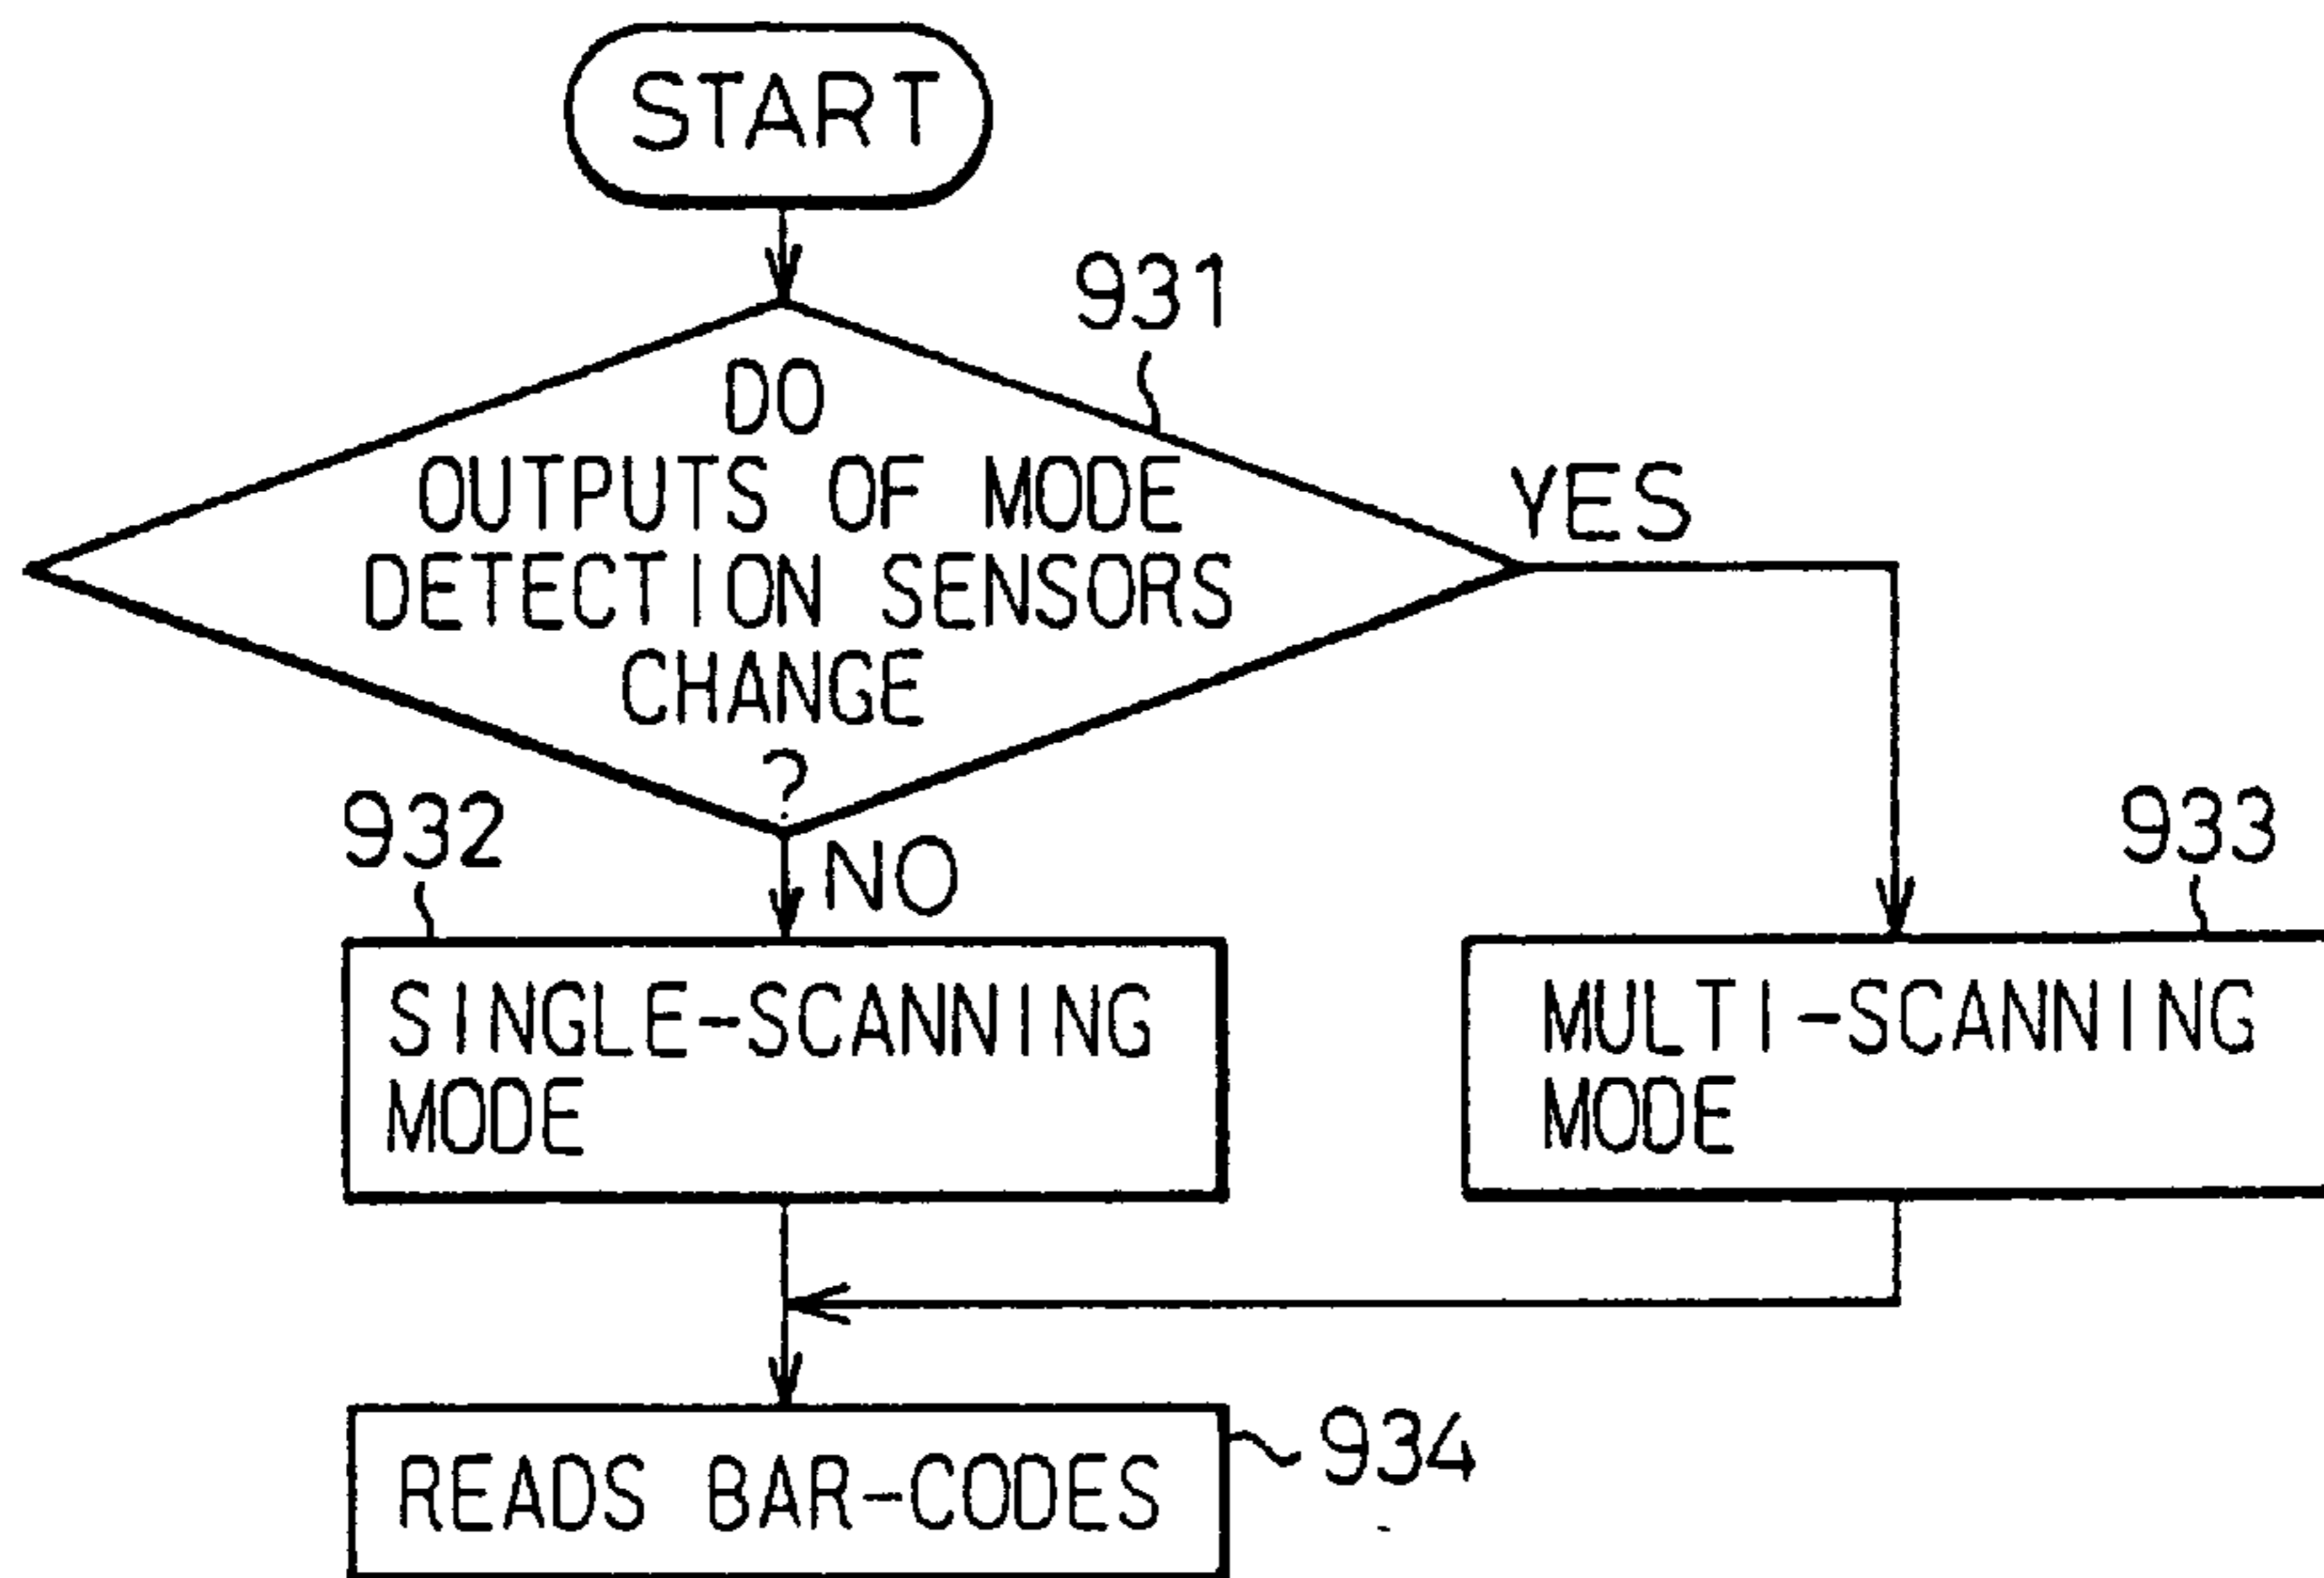 START
931
DO
OUTPUTS OF MODE
DETECTION SENSORS
CHANGE
?
YES
932
NO
933
SINGLE-SCANNING
MODE
MULTI-SCANNING
MODE
READS BAR-CODES
934